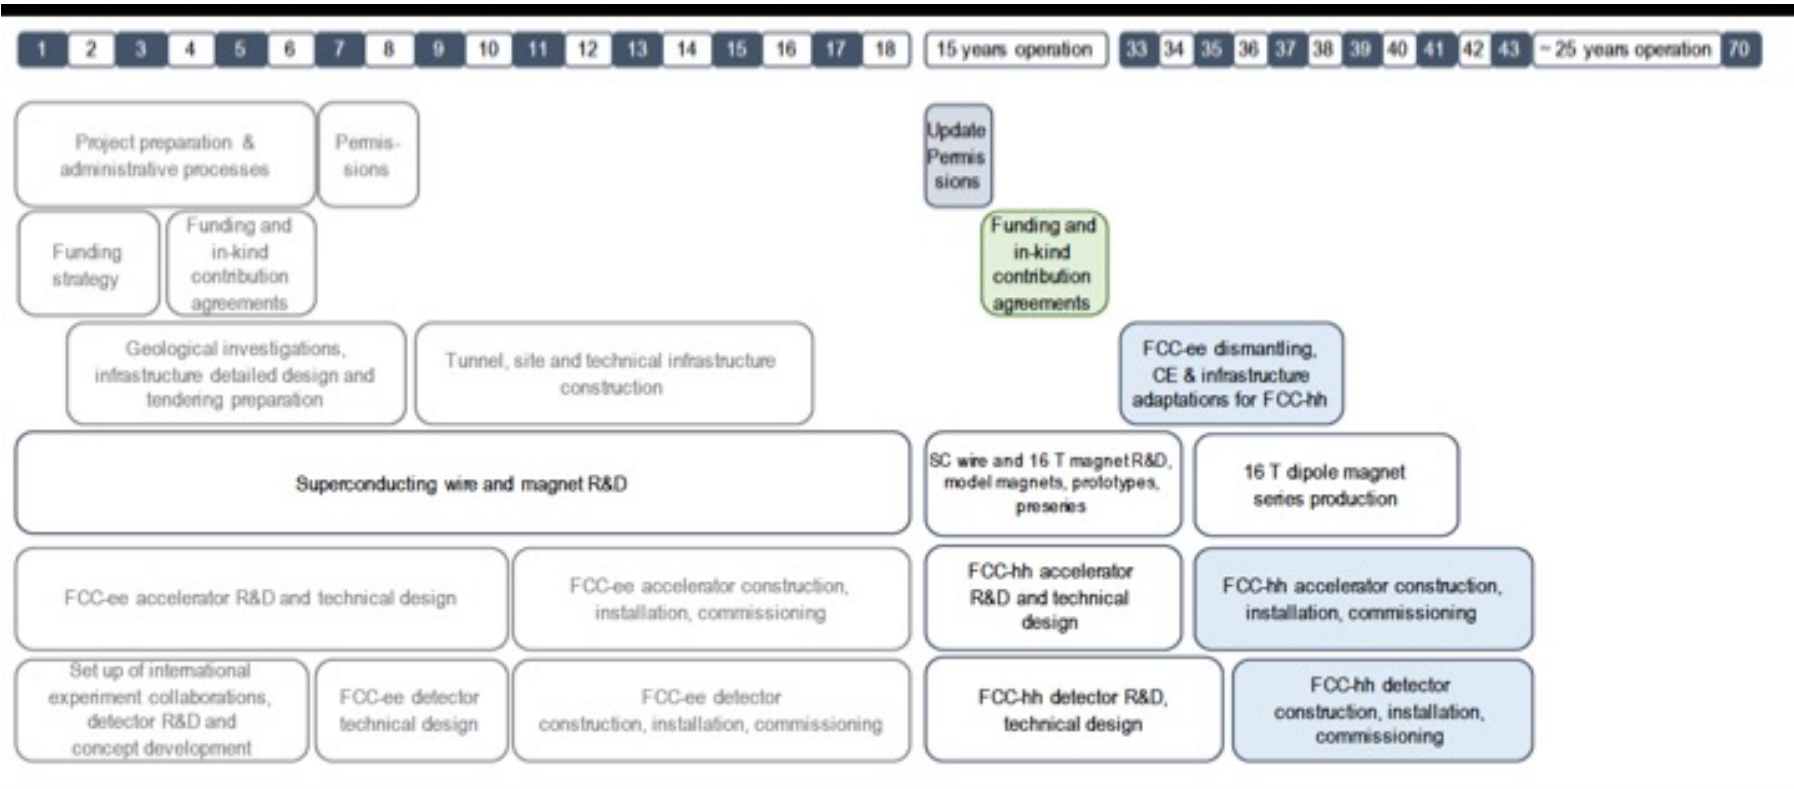 1 2 3 4 5 6 7 8 9 10 11 12 13 14 15 16 17 18 15 years operation 33 34 35 36 37 38 39 40 41 42 43 ~ 25 years operation 70
Project preparation &
administrative processes
Permis-
sions
Update
Permis
sions
Funding
strategy
Funding and
in-kind
contribution
agreements
Funding and
in-kind
contribution
agreements
Geological investigations,
infrastructure detailed design and
tendering preparation
Tunnel, site and technical infrastructure
construction
FCC-ee dismantling,
CE & infrastructure
adaptations for FCC-hh
Superconducting wire and magnet R&D
SC wire and 16 T magnet R&D,
model magnets, prototypes,
preseries
16 T dipole magnet
series production
FCC-ee accelerator R&D and technical design
FCC-ee accelerator construction,
installation, commissioning
FCC-hh accelerator
R&D and technical
design
FCC-hh accelerator construction,
installation, commissioning
Set up of international
experiment collaborations,
detector R&D and
concept development
FCC-ee detector
technical design
FCC-ee detector
construction, installation, commissioning
FCC-hh detector R&D,
technical design
FCC-hh detector
construction, installation,
commissioning